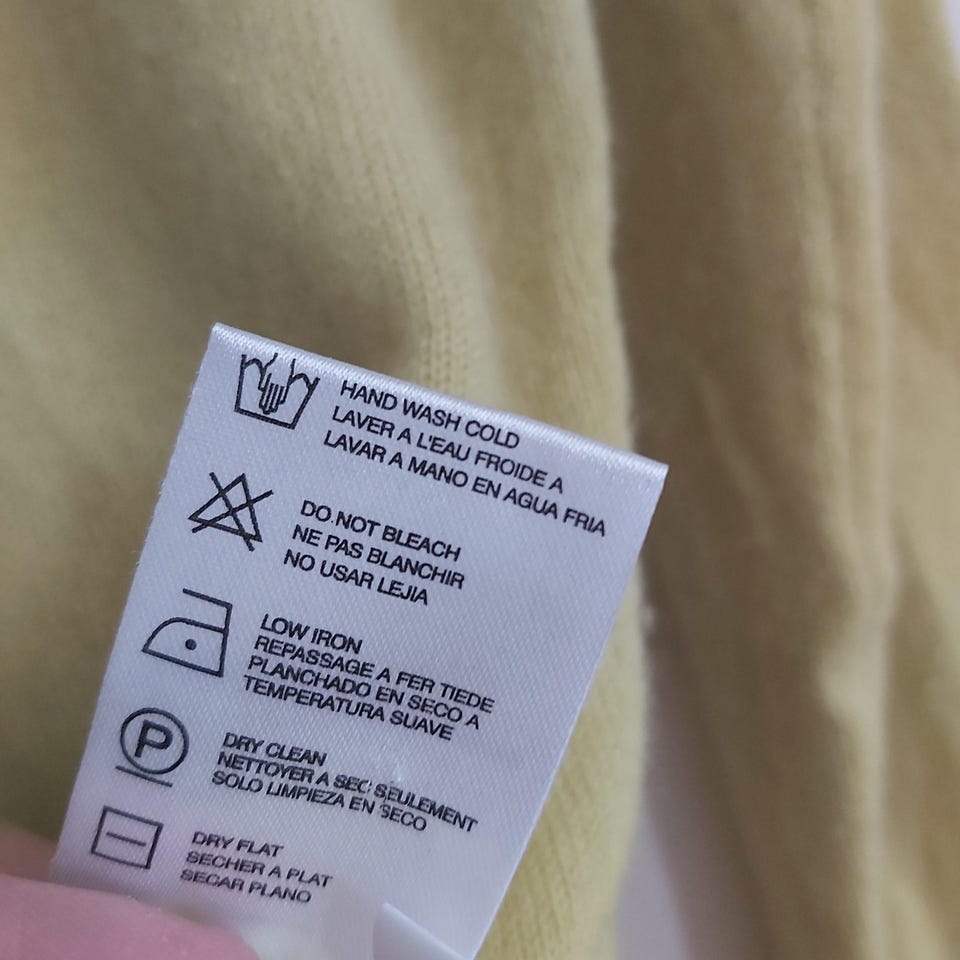 HAND WASH COLD
LAVER A L'EAU FROIDE A
LAVAR A MANO EN AGUA FRIA
DO NOT BLEACH
NE PAS BLANCHIR
NO USAR LEJIA
LOW IRON
REPASSAGE A FER TIEDE
PLANCHADO EN SECO A
TEMPERATURA SUAVE
P
DRY CLEAN
NETTOYER A SEC SEULEMENT
SOLO LIMPIEZA EN SECO
DRY FLAT
SECHER A PLAT
SECAR PLANO